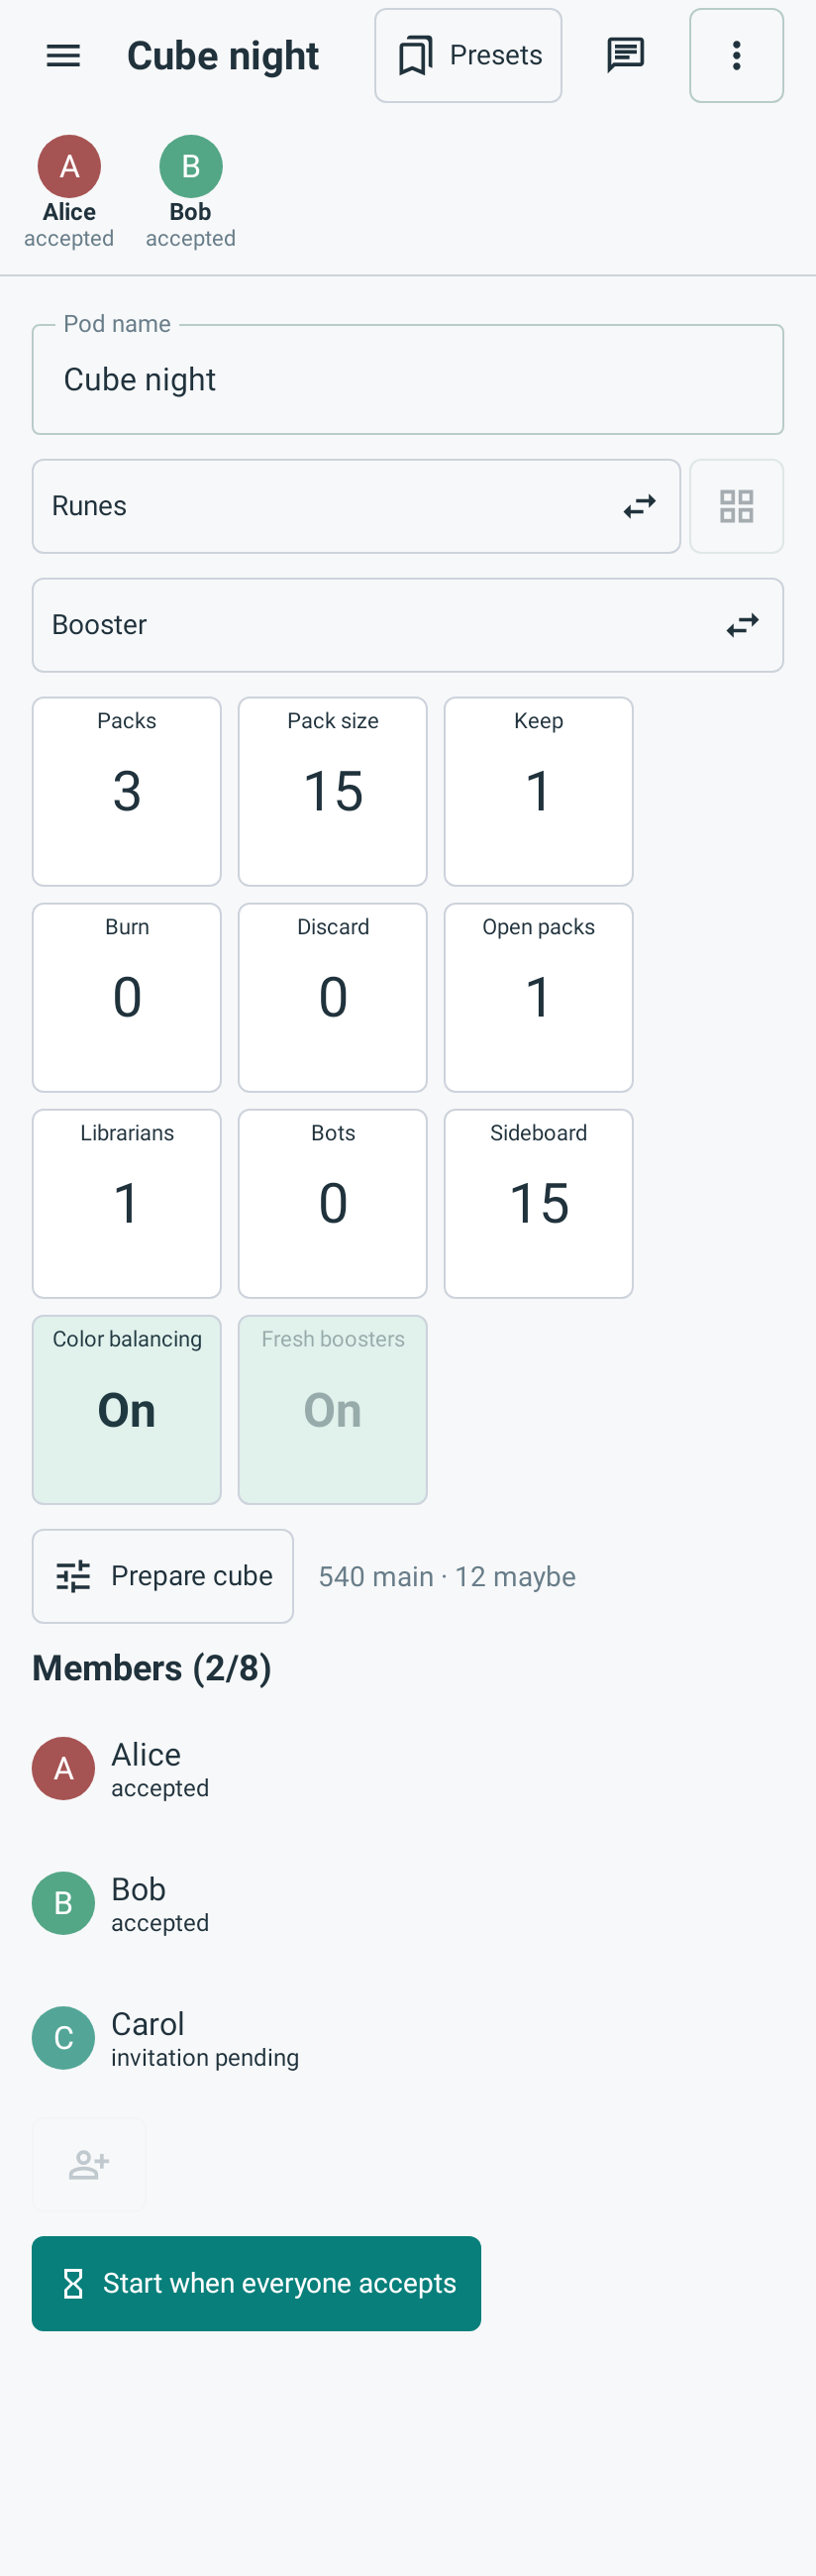 Cube night
Presets
A
Alice
accepted
B
Bob
accepted
Pod name
Cube night
Runes
Booster
Packs
3
Pack size
15
Keep
1
Burn
0
Discard
0
Open packs
1
Librarians
1
Bots
0
Sideboard
15
Color balancing
On
Fresh boosters
On
Prepare cube
540 main · 12 maybe
Members (2/8)
A
Alice
accepted
B
Bob
accepted
C
Carol
invitation pending
Start when everyone accepts